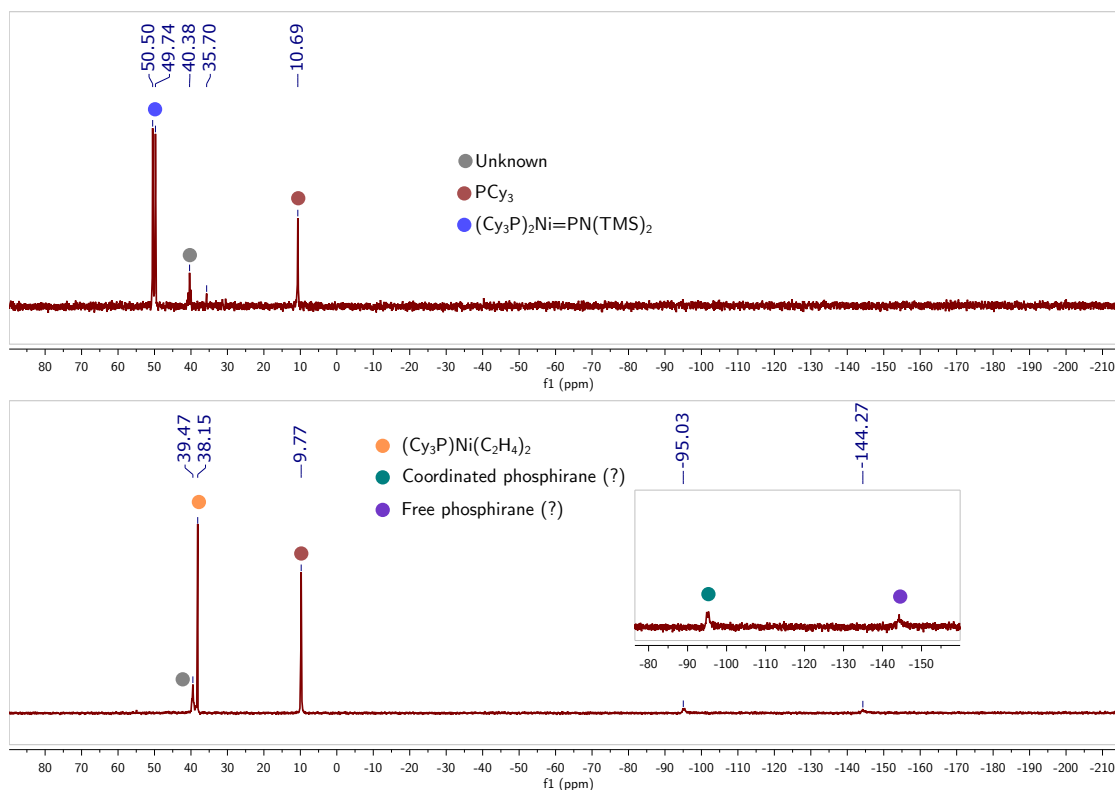 50.50
49.74
40.38
35.70
10.69
Unknown
PCy₃
(Cy₃P)₂Ni=PN(TMS)₂
80 70 60 50 40 30 20 10 0 -10 -20 -30 -40 -50 -60 -70 -80 -90 -100 -110 -120 -130 -140 -150 -160 -170 -180 -190 -200 -210
f1 (ppm)
39.47
38.15
9.77
-95.03
-144.27
(Cy₃P)Ni(C₂H₄)₂
Coordinated phosphirane (?)
Free phosphirane (?)
-80 -90 -100 -110 -120 -130 -140 -150
80 70 60 50 40 30 20 10 0 -10 -20 -30 -40 -50 -60 -70 -80 -90 -100 -110 -120 -130 -140 -150 -160 -170 -180 -190 -200 -210
f1 (ppm)